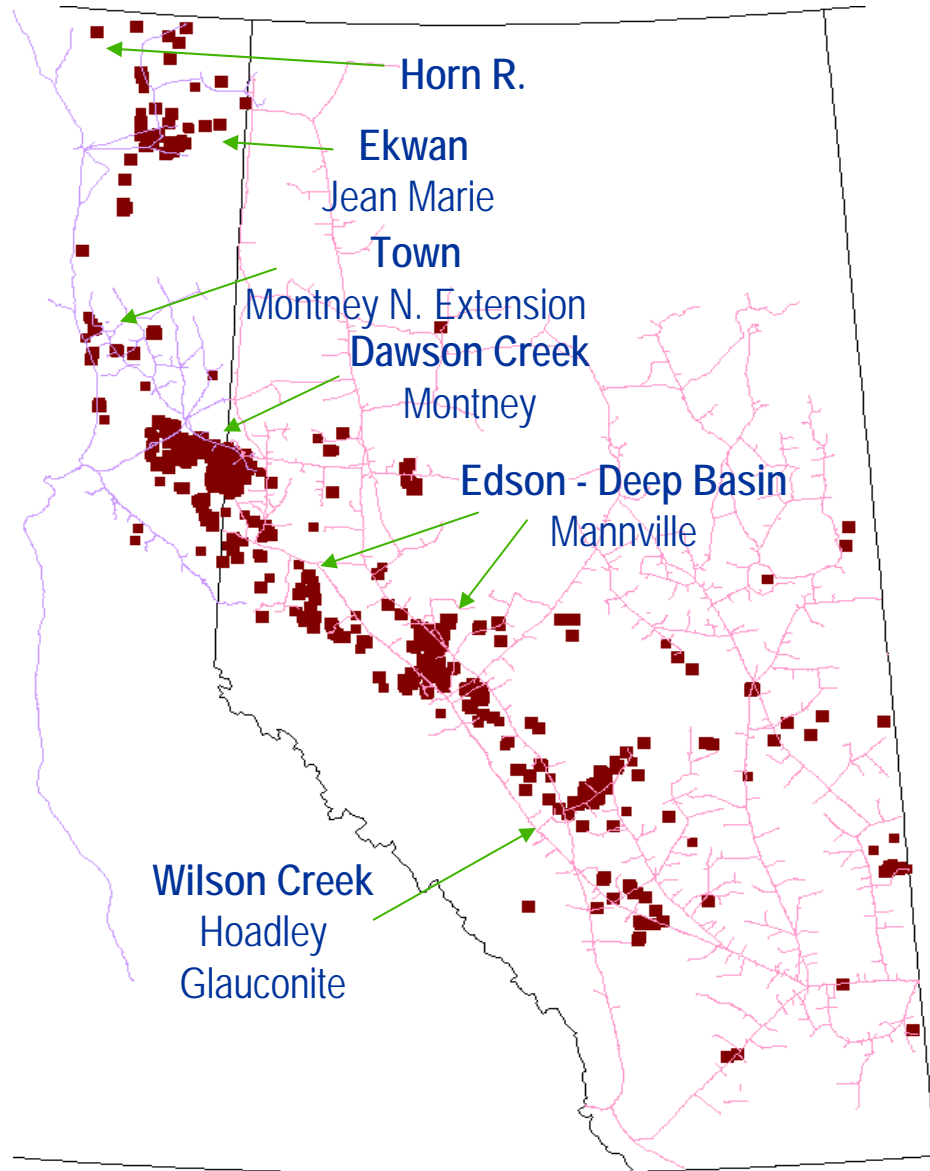 Horn R.
Ekwan
Jean Marie
Town
Montney N. Extension
Dawson Creek
Montney
Edson - Deep Basin
Mannville
Wilson Creek
Hoadley
Glauconite